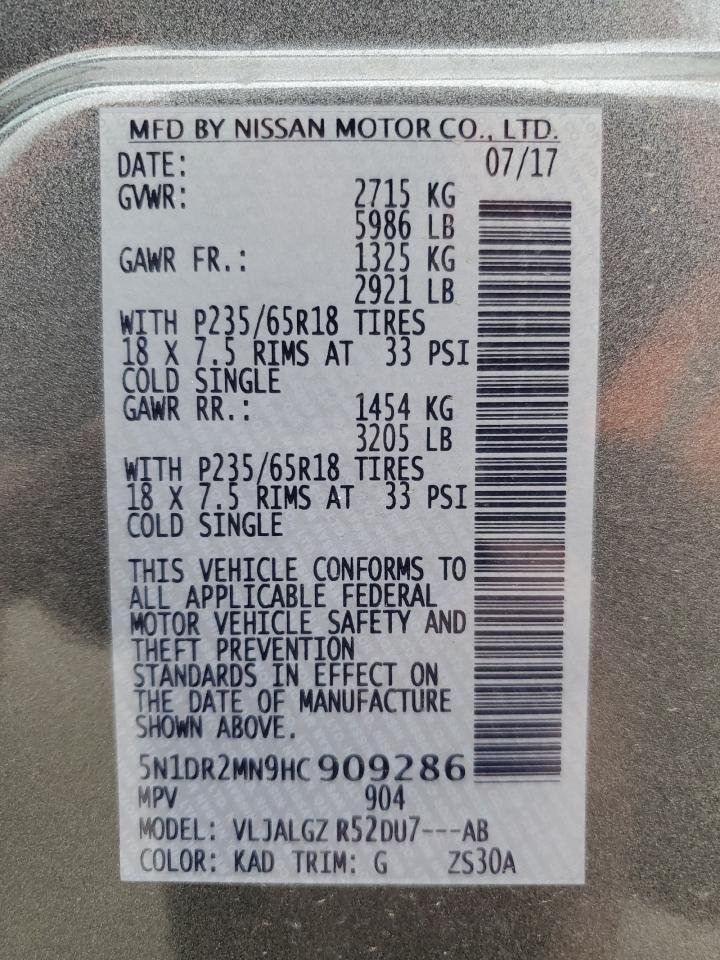 MFD BY NISSAN MOTOR CO., LTD.
DATE: 07/17
GVWR: 2715 KG
5986 LB
GAWR FR.: 1325 KG
2921 LB
WITH P235/65R18 TIRES
18 X 7.5 RIMS AT 33 PSI
COLD SINGLE
GAWR RR.: 1454 KG
3205 LB
WITH P235/65R18 TIRES
18 X 7.5 RIMS AT 33 PSI
COLD SINGLE
THIS VEHICLE CONFORMS TO
ALL APPLICABLE FEDERAL
MOTOR VEHICLE SAFETY AND
THEFT PREVENTION
STANDARDS IN EFFECT ON
THE DATE OF MANUFACTURE
SHOWN ABOVE.
5N1DR2MN9HC909286
MPV 904
MODEL: VLJALGZ R52DU7---AB
COLOR: KAD TRIM: G ZS30A